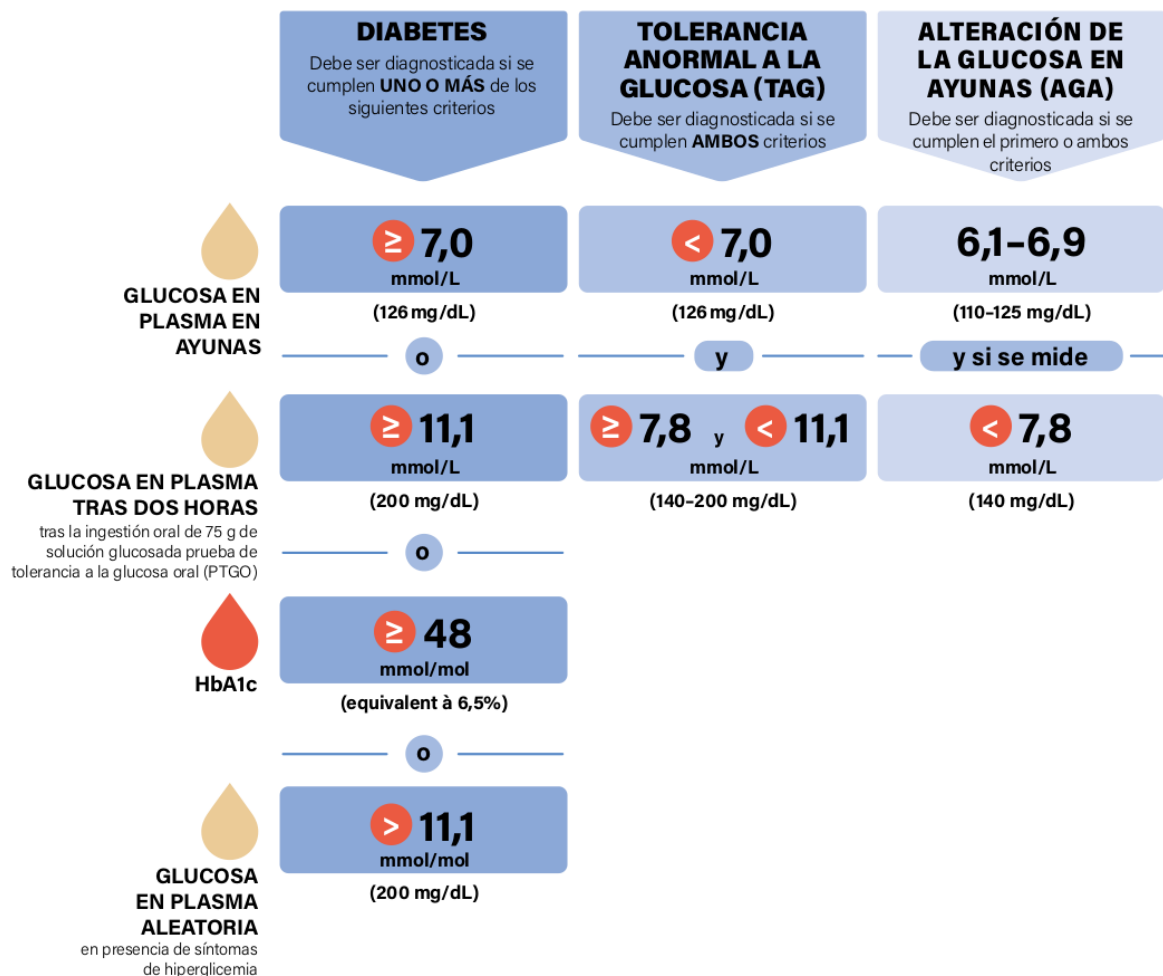 DIABETES
Debe ser diagnosticada si se
cumplen UNO O MÁS de los
siguientes criterios
TOLERANCIA
ANORMAL A LA
GLUCOSA (TAG)
Debe ser diagnosticada si se
cumplen AMBOS criterios
ALTERACIÓN DE
LA GLUCOSA EN
AYUNAS (AGA)
Debe ser diagnosticada si se
cumplen el primero o ambos
criterios
GLUCOSA EN
PLASMA EN
AYUNAS
≥ 7,0
mmol/L
(126 mg/dL)
< 7,0
mmol/L
(126 mg/dL)
6,1–6,9
mmol/L
(110–125 mg/dL)
o
y
y si se mide
GLUCOSA EN PLASMA
TRAS DOS HORAS
tras la ingestión oral de 75 g de
solución glucosada prueba de
tolerancia a la glucosa oral (PTGO)
≥ 11,1
mmol/L
(200 mg/dL)
≥ 7,8 y < 11,1
mmol/L
(140–200 mg/dL)
< 7,8
mmol/L
(140 mg/dL)
o
HbA1c
≥ 48
mmol/mol
(equivalent à 6,5%)
o
GLUCOSA
EN PLASMA
ALEATORIA
en presencia de síntomas
de hiperglicemia
> 11,1
mmol/mol
(200 mg/dL)